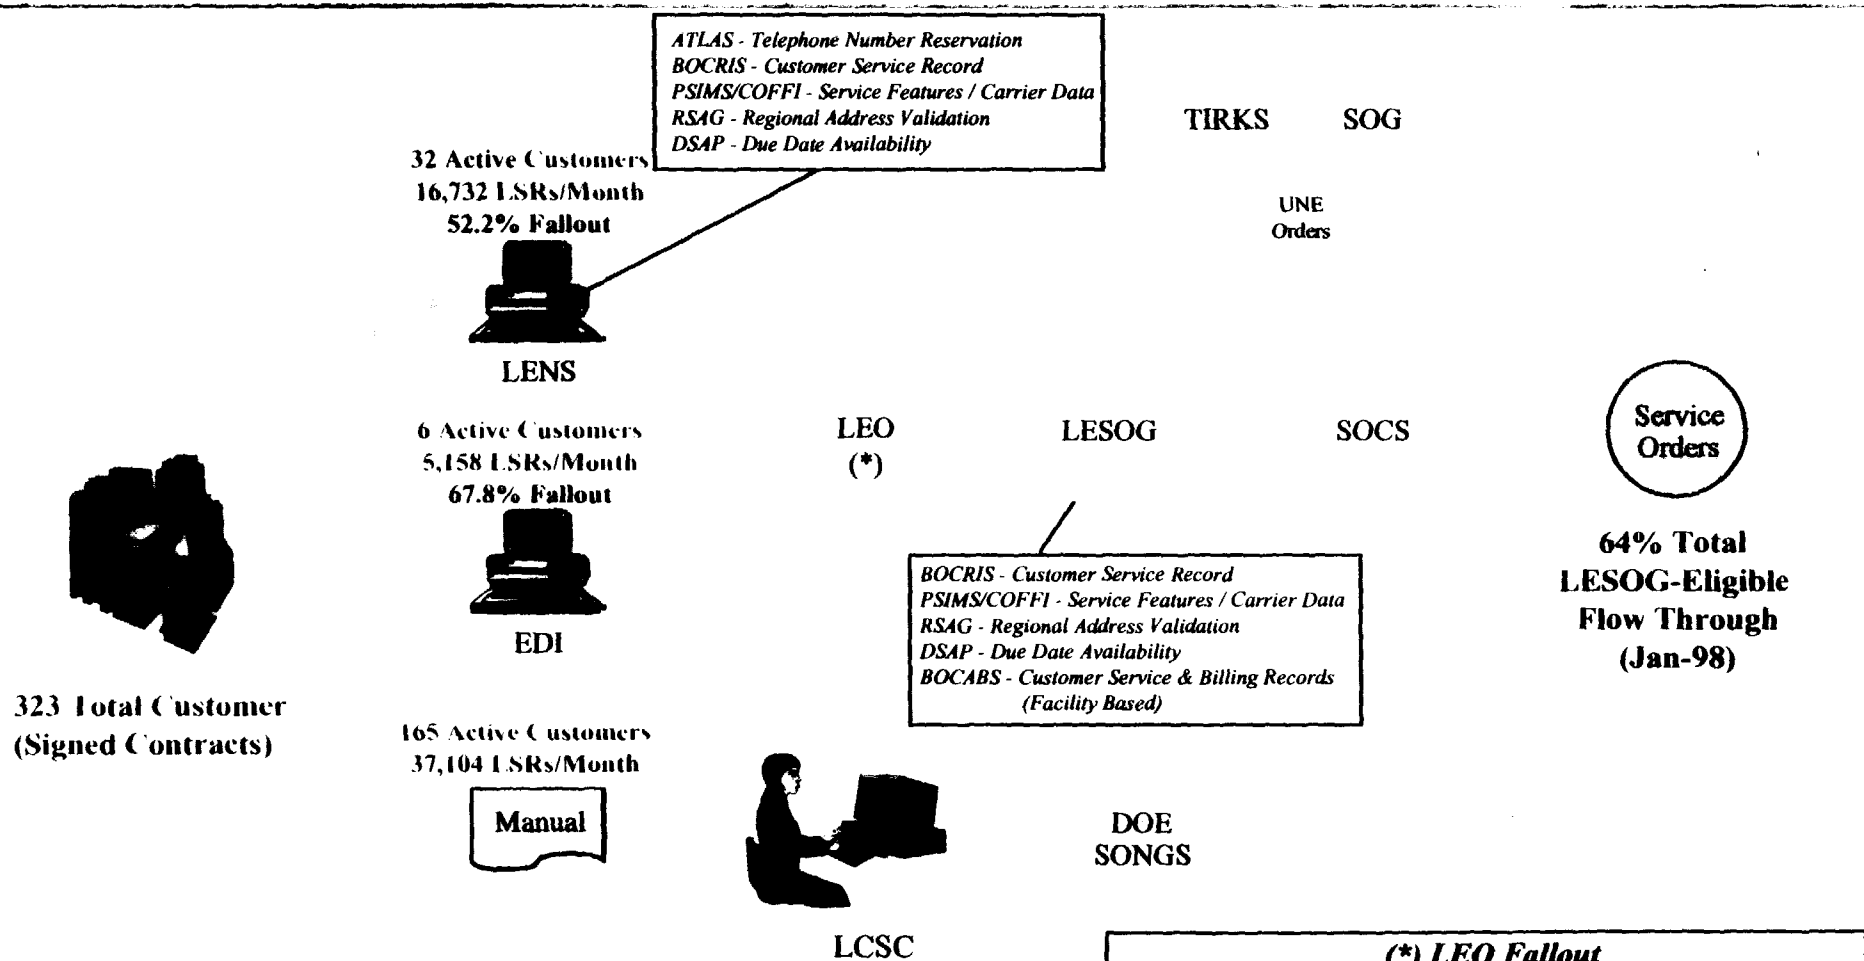 ATLAS - Telephone Number Reservation
BOCRIS - Customer Service Record
PSIMS/COFFI - Service Features / Carrier Data
RSAG - Regional Address Validation
DSAP - Due Date Availability
TIRKS
SOG
32 Active Customers
16,732 LSRs/Month
52.2% Fallout
UNE
Orders
LENS
6 Active Customers
5,158 LSRs/Month
67.8% Fallout
LEO
(*)
LESOG
SOCS
Service
Orders
EDI
BOCRIS - Customer Service Record
PSIMS/COFFI - Service Features / Carrier Data
RSAG - Regional Address Validation
DSAP - Due Date Availability
BOCABS - Customer Service & Billing Records
(Facility Based)
64% Total
LESOG-Eligible
Flow Through
(Jan-98)
323 Total Customer
(Signed Contracts)
165 Active Customers
37,104 LSRs/Month
Manual
DOE
SONGS
LCSC
(*) LEO Fallout